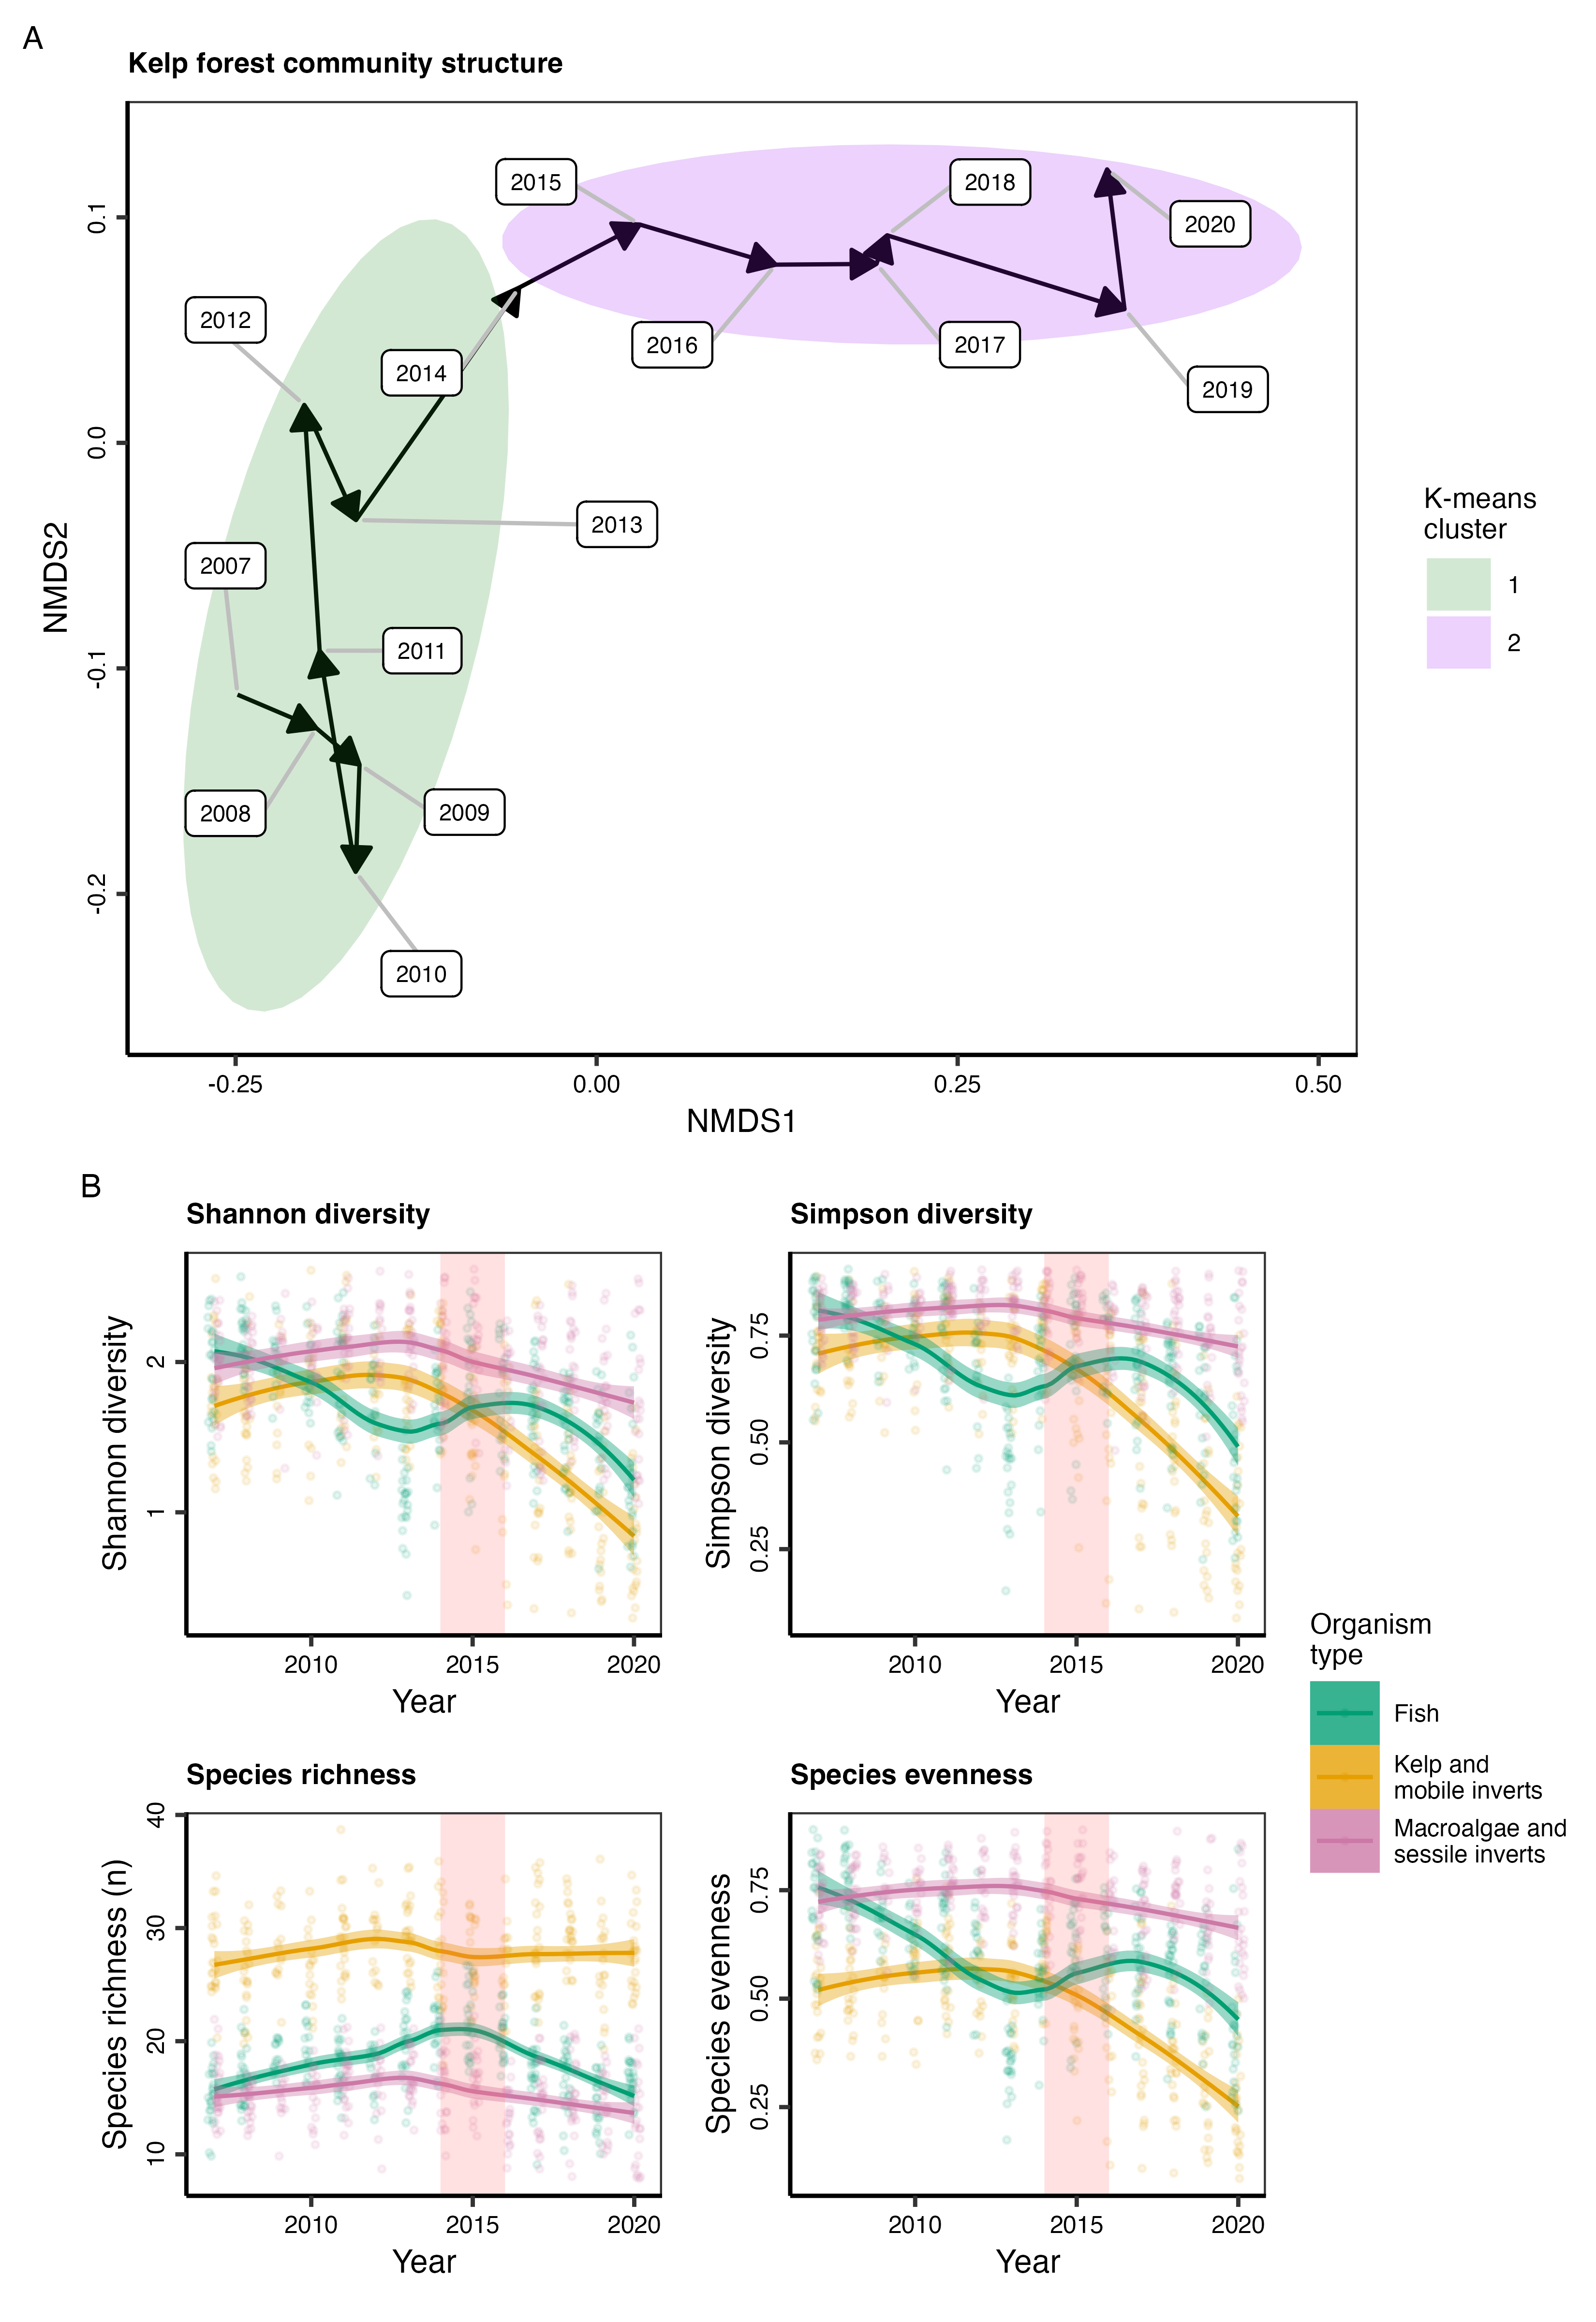 A
Kelp forest community structure
2015
2018
2020
2012
2014
2016
2017
2019
2013
2007
2011
2008
2009
2010
0.1
0.0
-0.1
-0.2
NMDS2
-0.25
0.00
0.25
0.50
NMDS1
K-means
cluster
1
2
B
Shannon diversity
Shannon diversity
2
1
2010
2015
2020
Year
Simpson diversity
Simpson diversity
0.75
0.50
0.25
2010
2015
2020
Year
Species richness
Species richness (n)
40
30
20
10
2010
2015
2020
Year
Species evenness
Species evenness
0.75
0.50
0.25
2010
2015
2020
Year
Organism
type
Fish
Kelp and
mobile inverts
Macroalgae and
sessile inverts